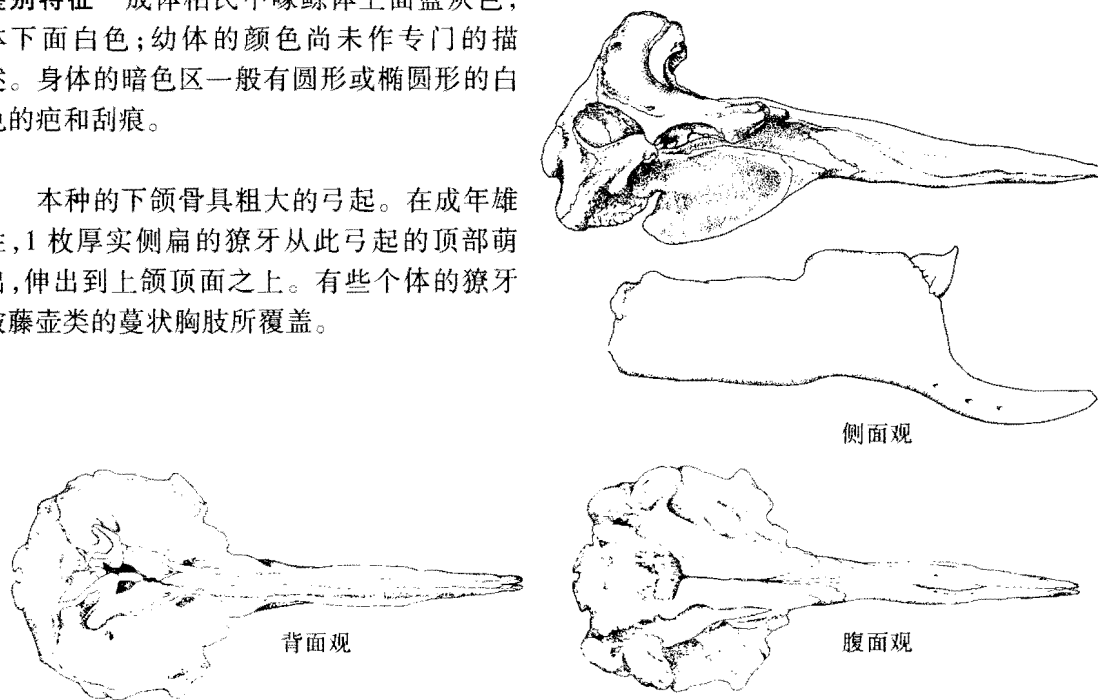 鉴别特征 成体柏氏中喙鲸体上面蓝灰色,
体下面白色;幼体的颜色尚未作专门的描
述。身体的暗色区一般有圆形或椭圆形的白
色的疤和刮痕。
本种的下颌骨具粗大的弓起。在成年雄
性,1 枚厚实侧扁的獠牙从此弓起的顶部萌
出,伸出到上颌顶面之上。有些个体的獠牙
被藤壶类的蔓状胸肢所覆盖。
侧面观
背面观
腹面观